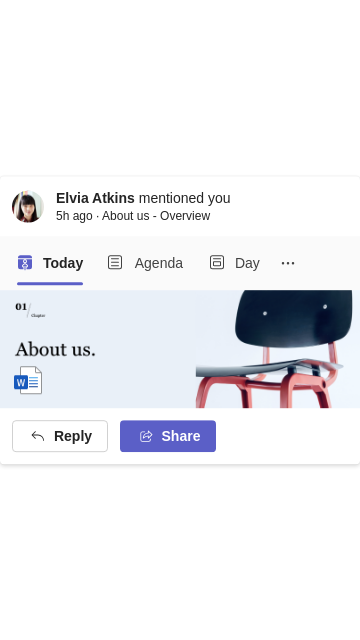 Elvia Atkins mentioned you
5h ago · About us - Overview
Today
Agenda
Day
01
Chapter
About us.
W
Reply
Share